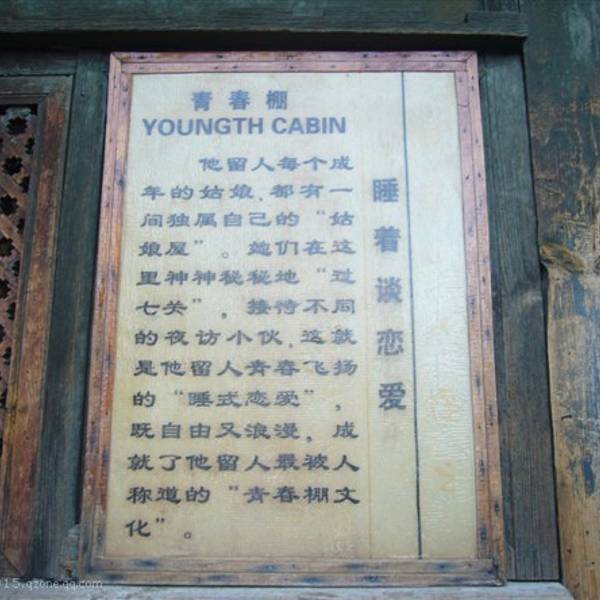 青春棚
YOUNGTH CABIN
他留人每个成
年的姑娘，都有一
间独属自己的“姑
娘屋”。她们在这
里神神秘秘地“过
七关”，接待不同
的夜访小伙，这就
是他留人青春飞扬
的“睡式恋爱”，
既自由又浪漫，成
就了他留人最被人
称道的“青春棚文
化”。
睡着谈恋爱
015.qzone.qq.com